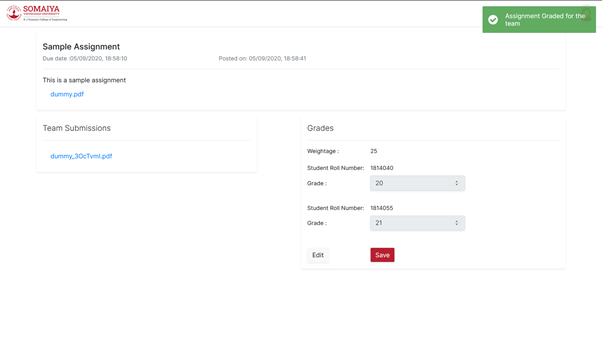 SOMAIYA
VIDYAVIHAR UNIVERSITY
K J Somaiya College of Engineering
Assignment Graded for the
team
Sample Assignment
Due date :05/09/2020, 18:58:10
Posted on: 05/09/2020, 18:58:41
This is a sample assignment
dummy.pdf
Team Submissions
dummy_3OcTvmI.pdf
Grades
Weightage :
25
Student Roll Number:
1814040
Grade :
20
Student Roll Number:
1814055
Grade :
21
Edit
Save